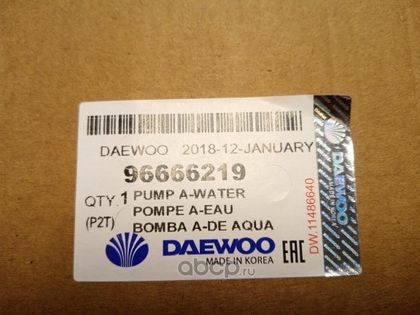 DAEWOO 2018-12-JANUARY
96666219
QTY.1 PUMP A-WATER
(P2T) POMPE A-EAU
BOMBA A-DE AQUA
DAEWOO
MADE IN KOREA
EAC
DAEWOO
DW.11486640
abcp.ru